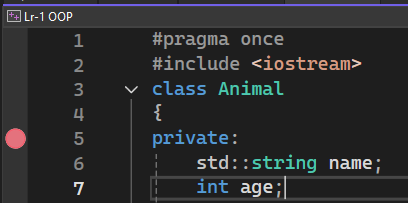 Lr-1 OOP
1 #pragma once
2 #include <iostream>
3 class Animal
4 {
5 private:
6 std::string name;
7 int age;